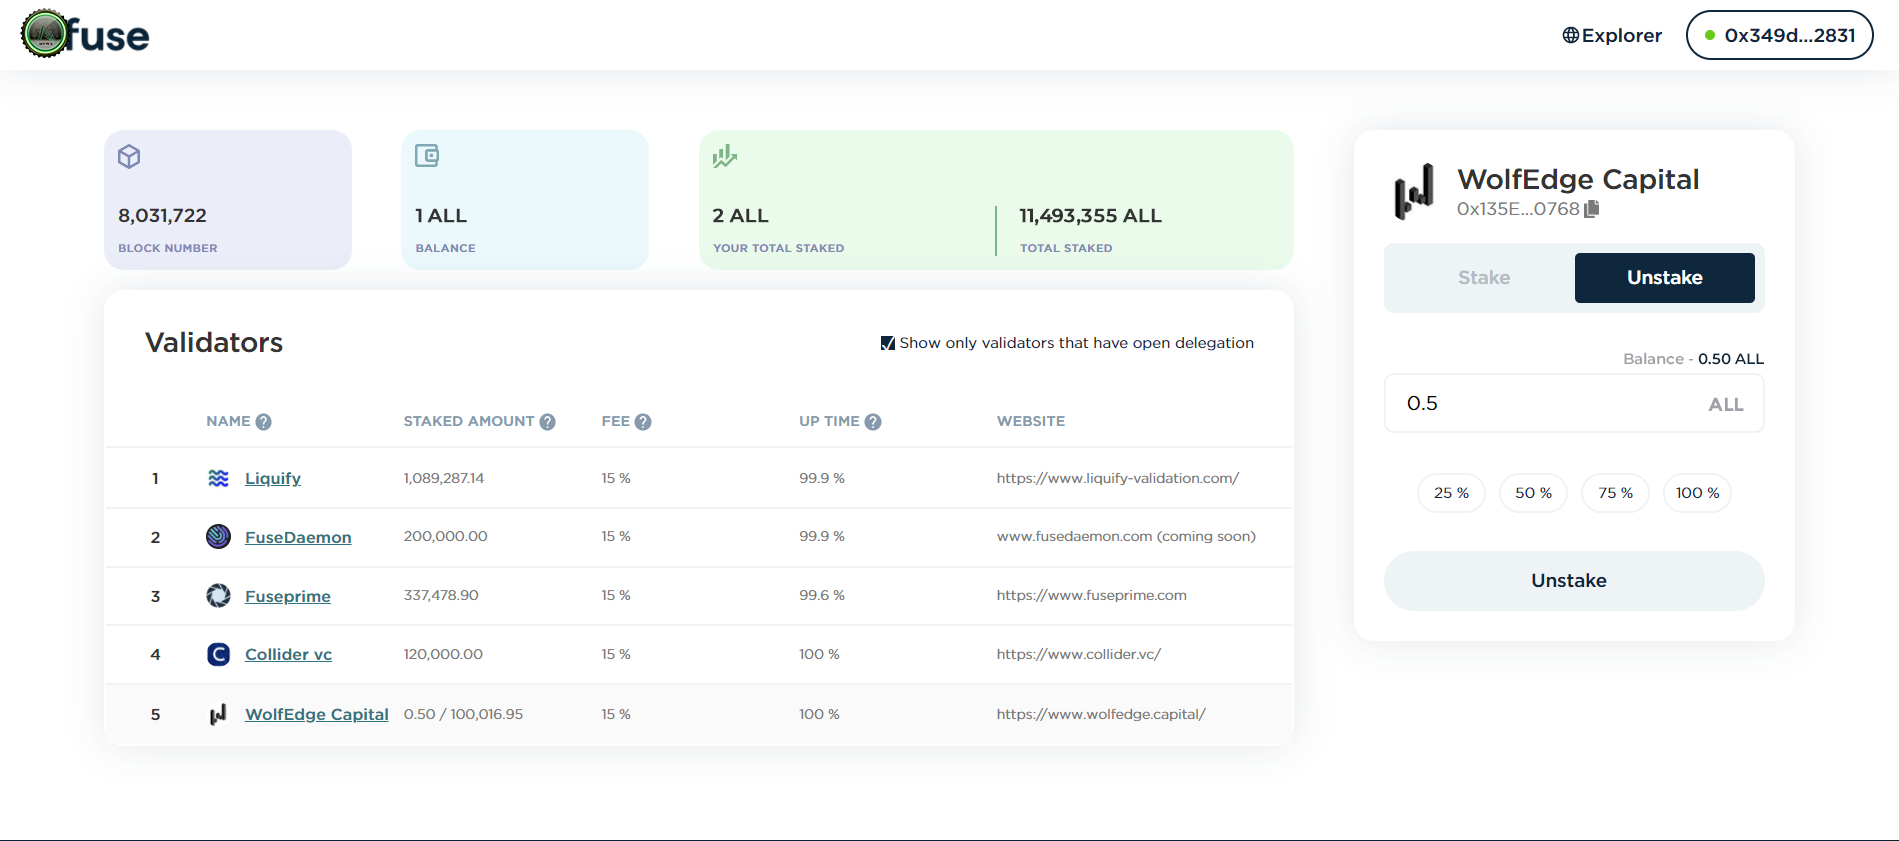 fuse
Explorer
0x349d...2831
8,031,722
BLOCK NUMBER
1 ALL
BALANCE
2 ALL
YOUR TOTAL STAKED
11,493,355 ALL
TOTAL STAKED
Validators
Show only validators that have open delegation
NAME ? STAKED AMOUNT ? FEE ? UP TIME ? WEBSITE
1 Liquify 1,089,287.14 15 % 99.9 % https://www.liquify-validation.com/
2 FuseDaemon 200,000.00 15 % 99.9 % www.fusedaemon.com (coming soon)
3 Fuseprime 337,478.90 15 % 99.6 % https://www.fuseprime.com
4 Collider vc 120,000.00 15 % 100 % https://www.collider.vc/
5 WolfEdge Capital 0.50 / 100,016.95 15 % 100 % https://www.wolfedge.capital/
WolfEdge Capital
0x135E...0768
Stake Unstake
Balance - 0.50 ALL
0.5 ALL
25 % 50 % 75 % 100 %
Unstake